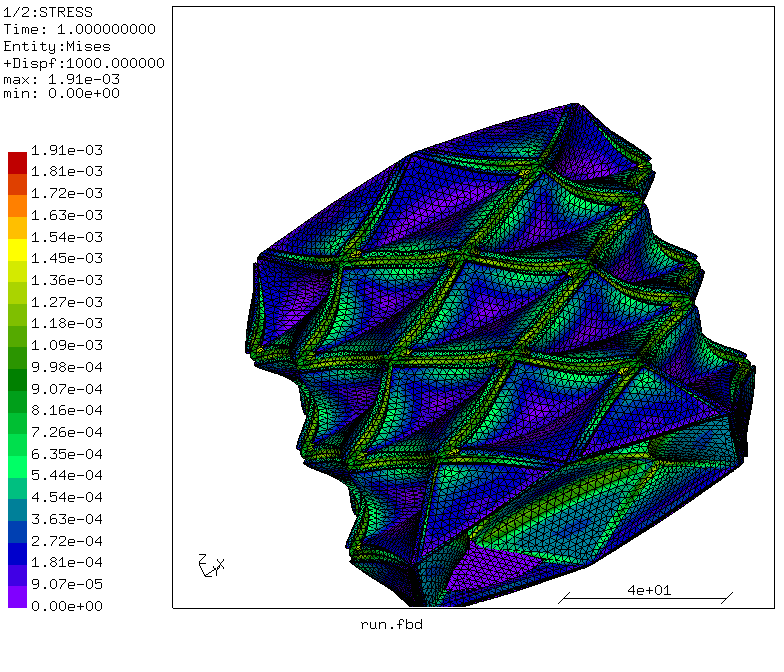 1/2:STRESS
Time: 1.000000000
Entity:Mises
+Dispf:1000.000000
max: 1.91e-03
min: 0.00e+00
1.91e-03
1.81e-03
1.72e-03
1.63e-03
1.54e-03
1.45e-03
1.36e-03
1.27e-03
1.18e-03
1.09e-03
9.98e-04
9.07e-04
8.16e-04
7.26e-04
6.35e-04
5.44e-04
4.54e-04
3.63e-04
2.72e-04
1.81e-04
9.07e-05
0.00e+00
Z
Y
X
4e+01
run.fbd